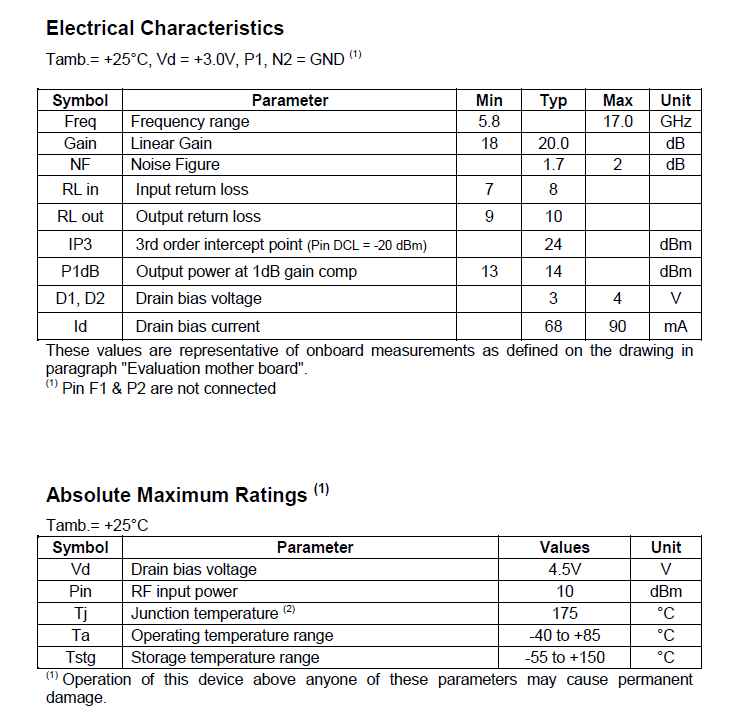 Electrical Characteristics
Tamb.= +25°C, Vd = +3.0V, P1, N2 = GND (1)
Symbol Parameter Min Typ Max Unit
Freq Frequency range 5.8 17.0 GHz
Gain Linear Gain 18 20.0 dB
NF Noise Figure 1.7 2 dB
RL in Input return loss 7 8
RL out Output return loss 9 10
IP3 3rd order intercept point (Pin DCL = -20 dBm) 24 dBm
P1dB Output power at 1dB gain comp 13 14 dBm
D1, D2 Drain bias voltage 3 4 V
Id Drain bias current 68 90 mA
These values are representative of onboard measurements as defined on the drawing in
paragraph "Evaluation mother board".
(1) Pin F1 & P2 are not connected
Absolute Maximum Ratings (1)
Tamb.= +25°C
Symbol Parameter Values Unit
Vd Drain bias voltage 4.5V V
Pin RF input power 10 dBm
Tj Junction temperature (2) 175 °C
Ta Operating temperature range -40 to +85 °C
Tstg Storage temperature range -55 to +150 °C
(1) Operation of this device above anyone of these parameters may cause permanent
damage.